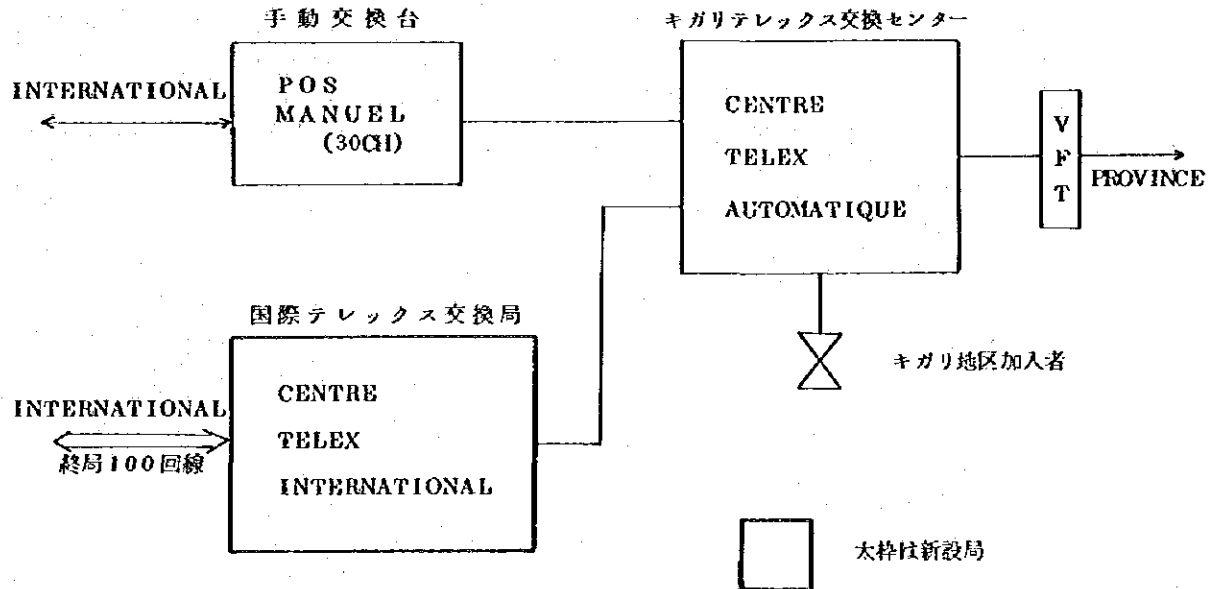 手動交換台
キガリテレックス交換センター
INTERNATIONAL
POS
MANUEL
(30CH)
CENTRE
TELEX
AUTOMATIQUE
V
F
T
PROVINCE
国際テレックス交換局
キガリ地区加入者
INTERNATIONAL
終局100回線
CENTRE
TELEX
INTERNATIONAL
太枠は新設局